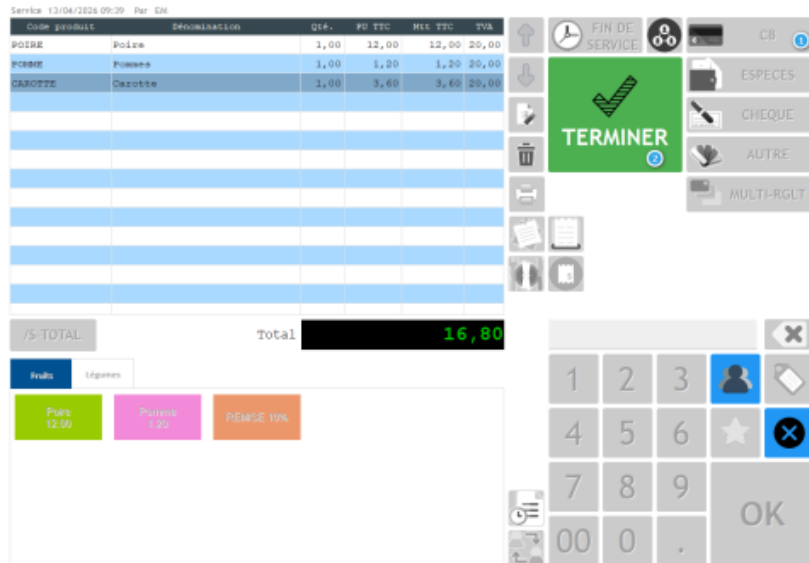 Service 13/04/2026 09:39 Par EM
Code produit Dénomination Qté. PU TTC Mtt TTC TVA
POIRE Poire 1,00 12,00 12,00 20,00
POMME Pommes 1,00 1,20 1,20 20,00
CAROTTE Carotte 1,00 3,60 3,60 20,00
FIN DE
SERVICE
CB 1
ESPECES
TERMINER 2
CHEQUE
AUTRE
MULTI-RGLT
/S-TOTAL Total 16,80
Fruits Légumes
Poire
12.00
Pomme
1.20
REMISE 10%
1 2 3
4 5 6
7 8 9
OK
00 0 .